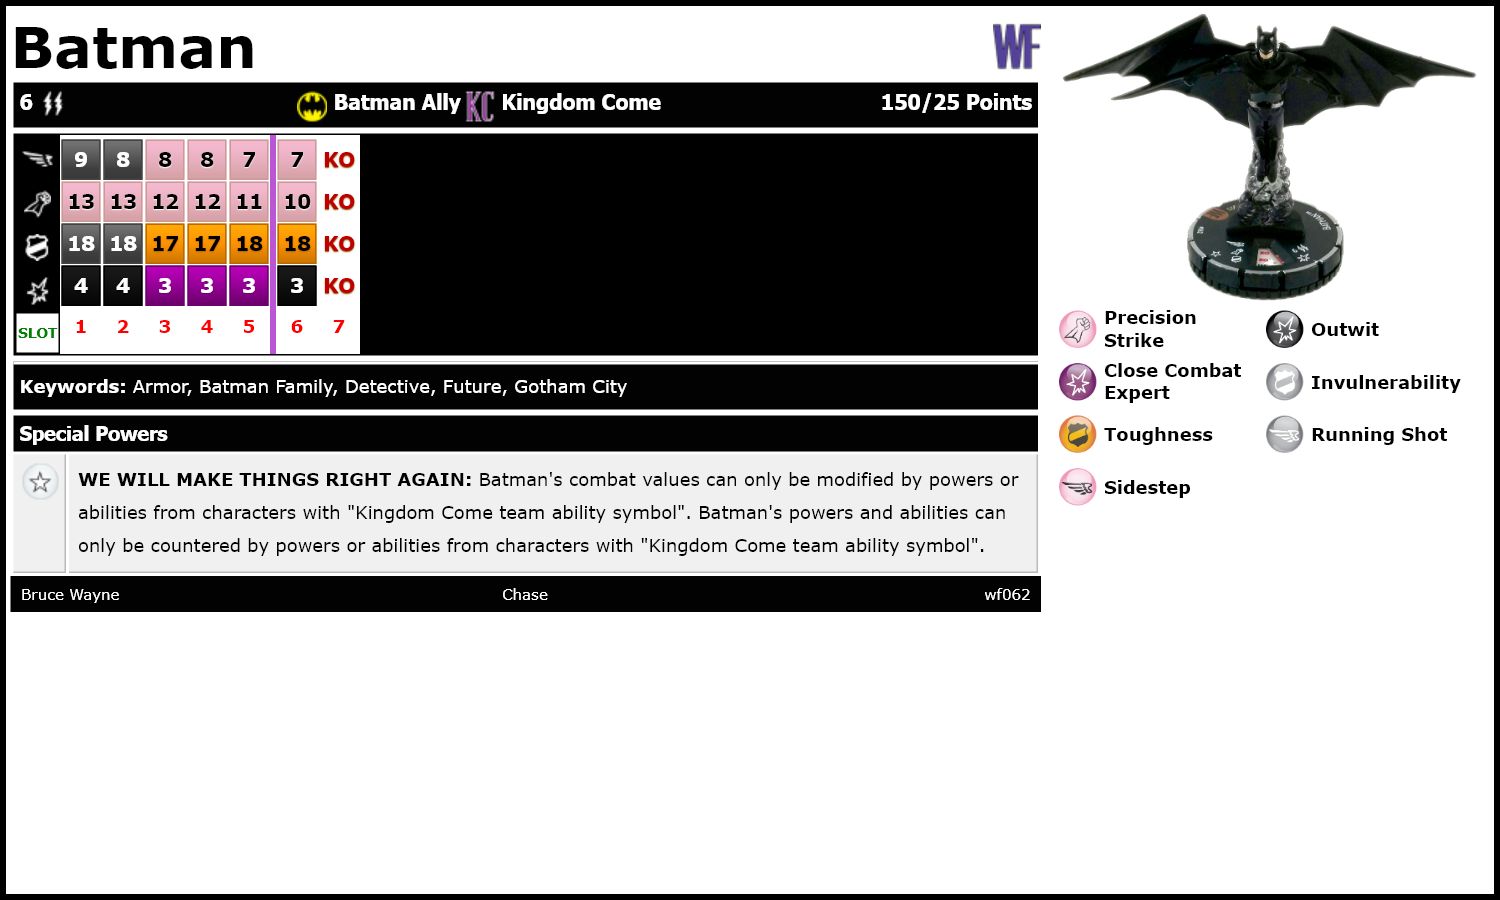 Batman
WF
6 Batman Ally KC Kingdom Come 150/25 Points
9 8 8 8 7 7 KO
13 13 12 12 11 10 KO
18 18 17 17 18 18 KO
4 4 3 3 3 3 KO
SLOT 1 2 3 4 5 6 7
Keywords: Armor, Batman Family, Detective, Future, Gotham City
Special Powers
WE WILL MAKE THINGS RIGHT AGAIN: Batman's combat values can only be modified by powers or
abilities from characters with "Kingdom Come team ability symbol". Batman's powers and abilities can
only be countered by powers or abilities from characters with "Kingdom Come team ability symbol".
Bruce Wayne Chase wf062
BATMAN
Precision
Strike
Outwit
Close Combat
Expert
Invulnerability
Toughness
Running Shot
Sidestep